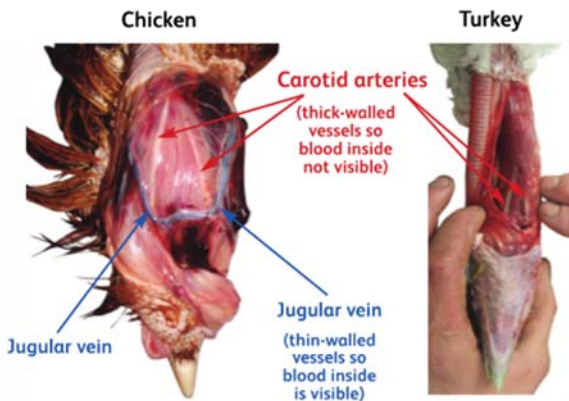 Chicken
Turkey
Carotid arteries
(thick-walled
vessels so
blood inside
not visible)
Jugular vein
Jugular vein
(thin-walled
vessels so
blood inside
is visible)